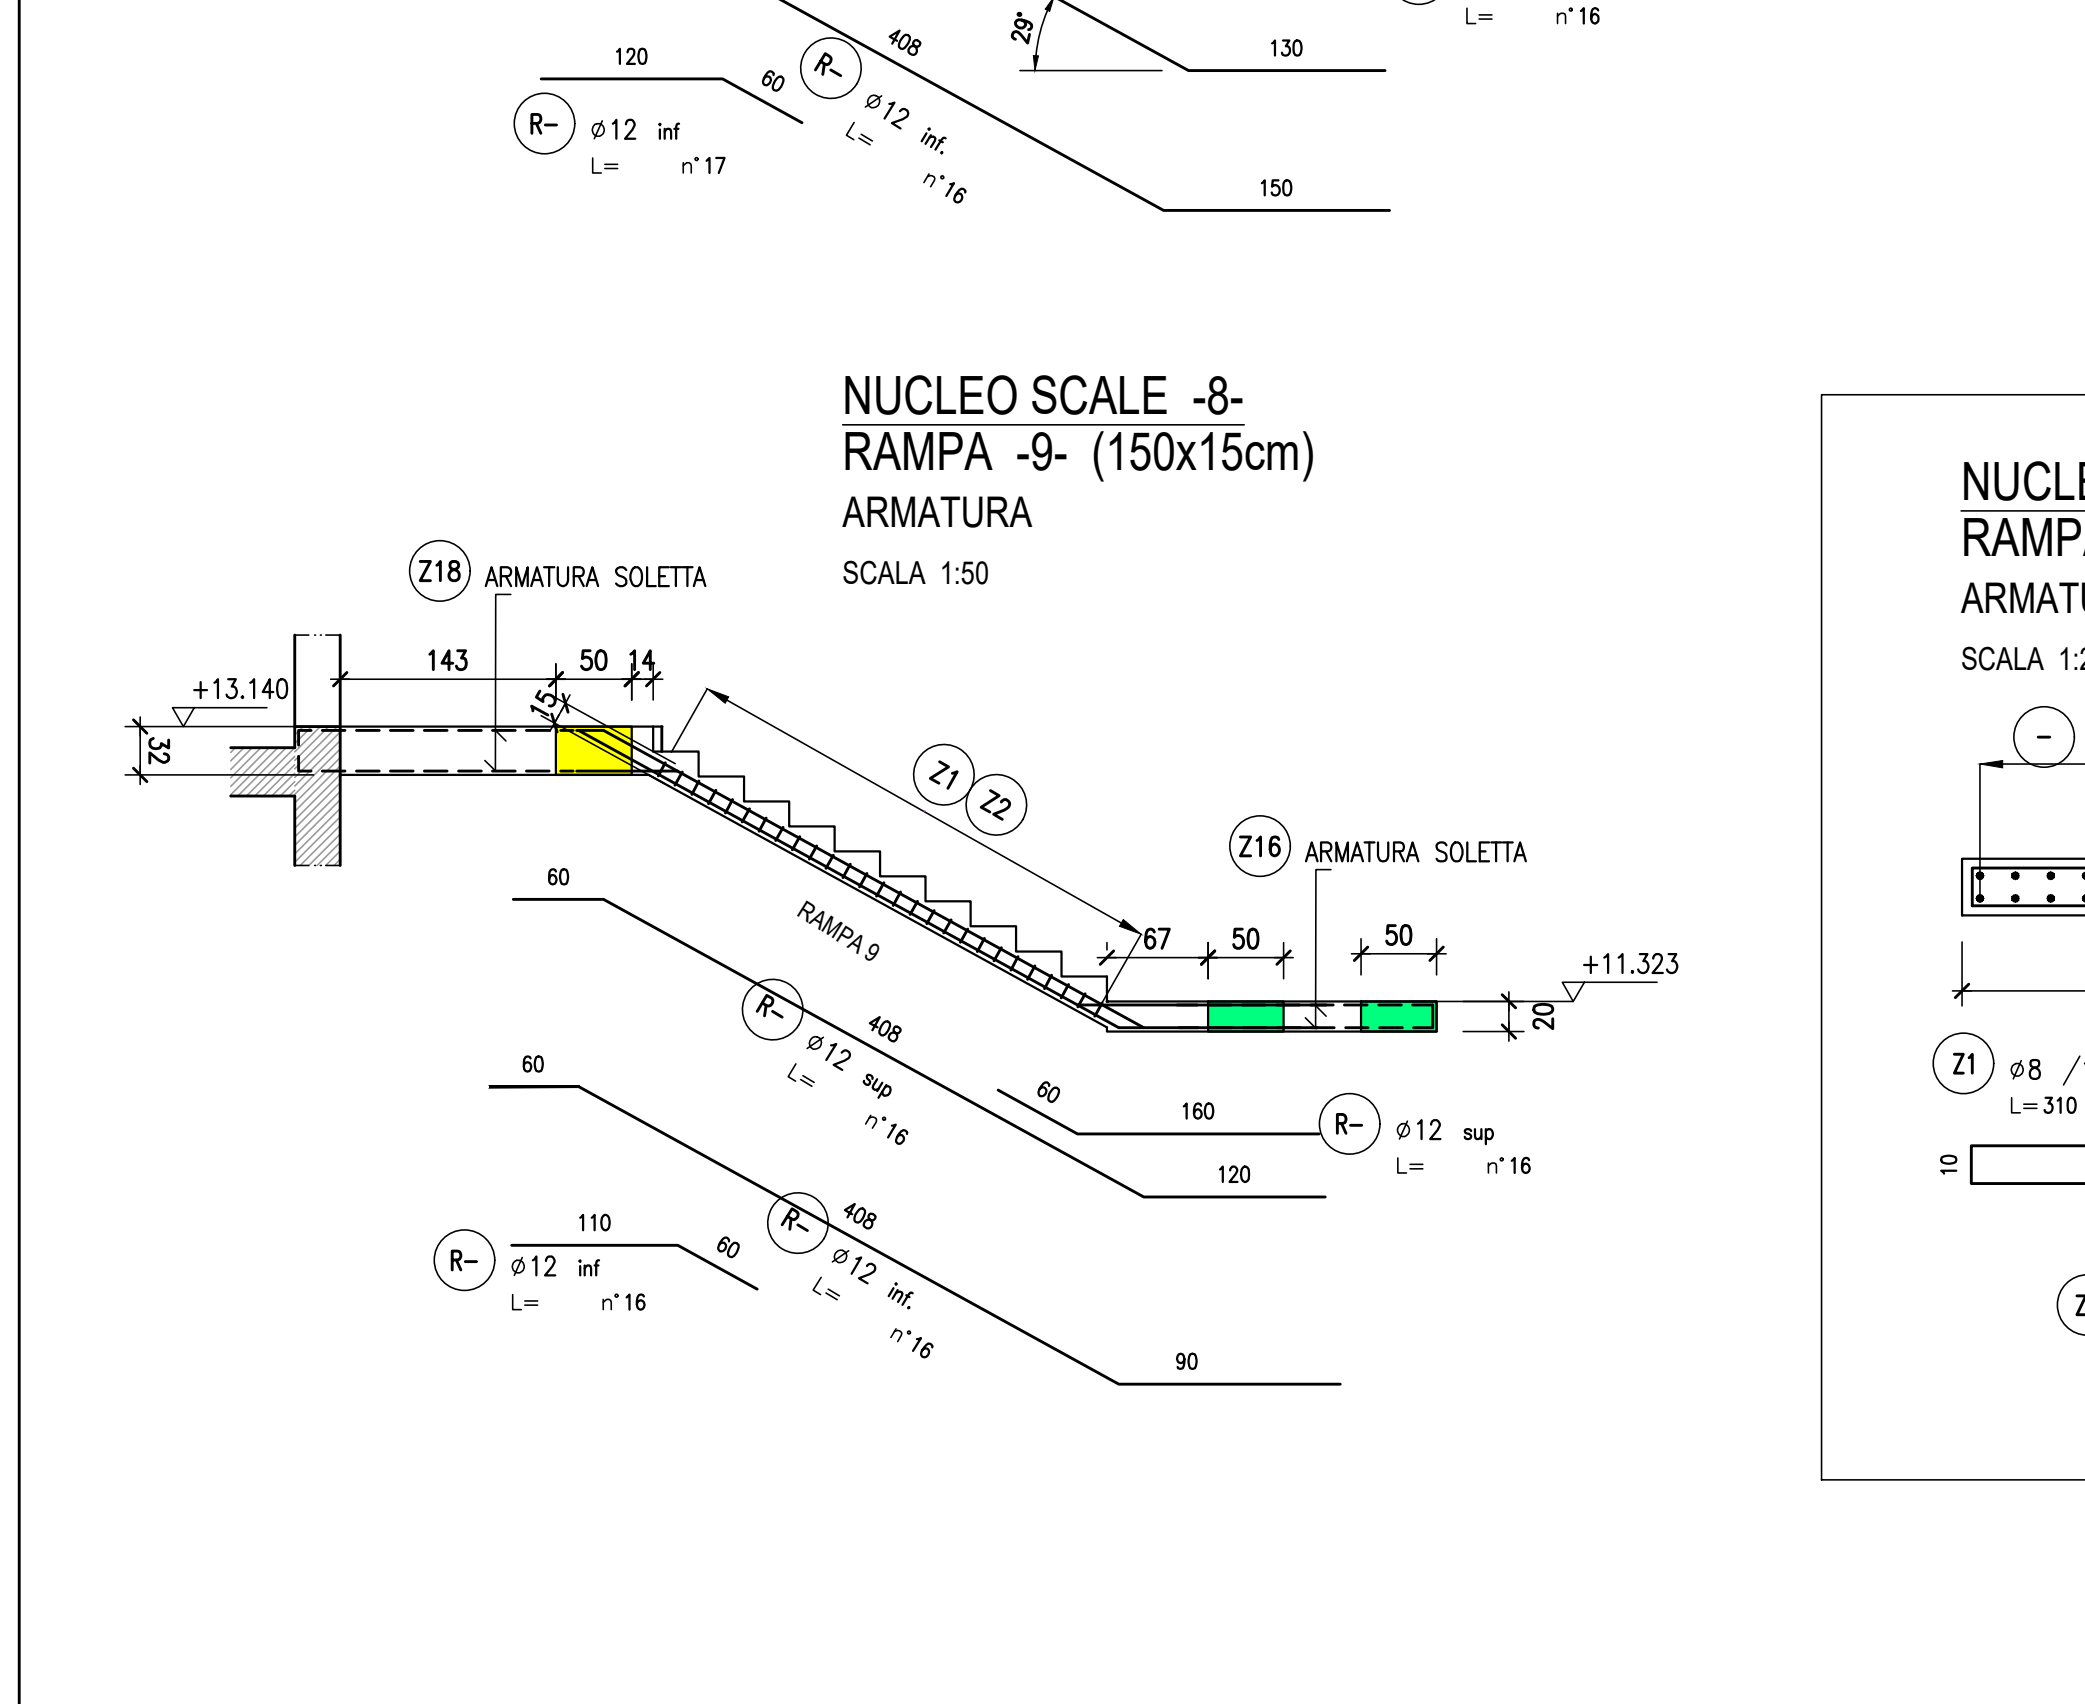 L= n°16
408
29°
130
120
60
R-
R-
Ø12 inf
L= n°17
Ø12 inf.
L=
n°16
150
NUCLEO SCALE -8-
RAMPA -9- (150x15cm)
ARMATURA
SCALA 1:50
Z18 ARMATURA SOLETTA
143 50 14
+13.140
15
32
Z1
Z2
Z16 ARMATURA SOLETTA
60
RAMPA 9
67 50 50
+11.323
20
R-
408
Ø12 sup
L=
n°16
60
60
160
R- Ø12 sup
L= n°16
120
110
60
R- Ø12 inf
L= n°16
R-
408
Ø12 inf.
L=
n°16
90
SCALA
-
Z1 Ø8
L=310
10